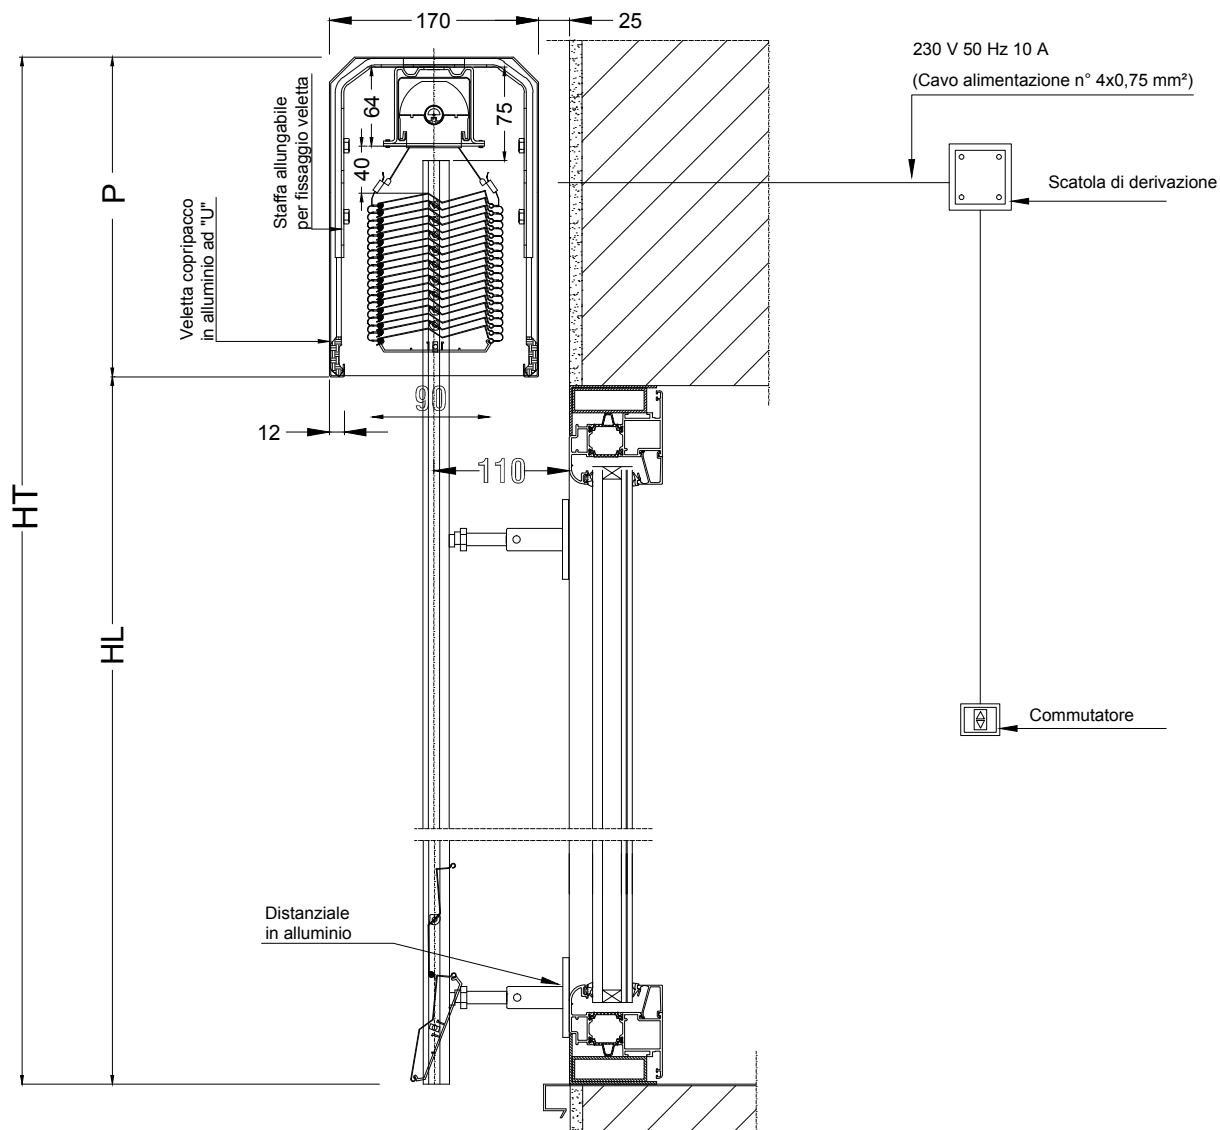 170
25
230 V 50 Hz 10 A
(Cavo alimentazione n° 4x0,75 mm²)
64
75
40
Staffa allungabile
per fissaggio veletta
P
Scatola di derivazione
Veletta copripacco
in alluminio ad "U"
90
12
110
HT
HL
Commutatore
Distanziale
in alluminio